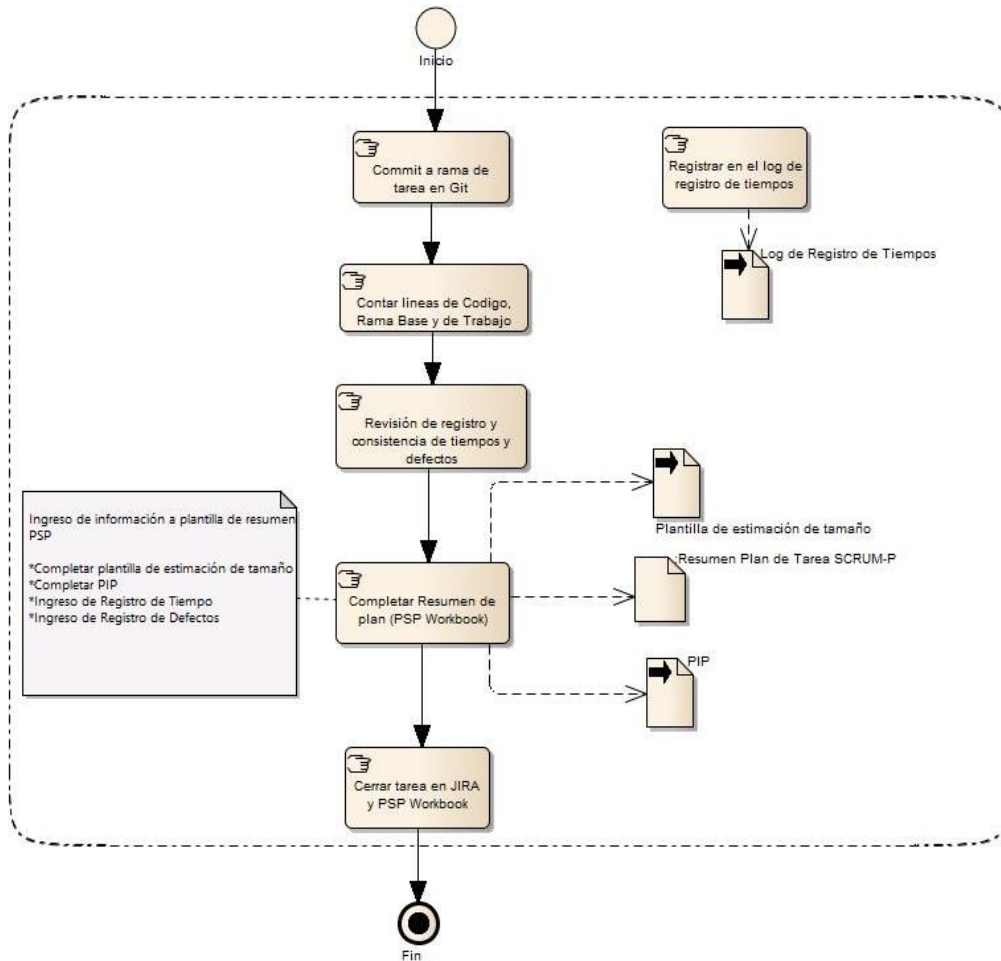 Inicio
Commit a rama de
tarea en Git
Registrar en el log de
registro de tiempos
Log de Registro de Tiempos
Contar lineas de Codigo,
Rama Base y de Trabajo
Revisión de registro y
consistencia de tiempos y
defectos
Plantilla de estimación de tamaño
Ingreso de información a plantilla de resumen
PSP
*Completar plantilla de estimación de tamaño
*Completar PIP
*Ingreso de Registro de Tiempo
*Ingreso de Registro de Defectos
Completar Resumen de
plan (PSP Workbook)
:Resumen Plan de Tarea SCRUM-P
PIP
Cerrar tarea en JIRA
y PSP Workbook
Fin